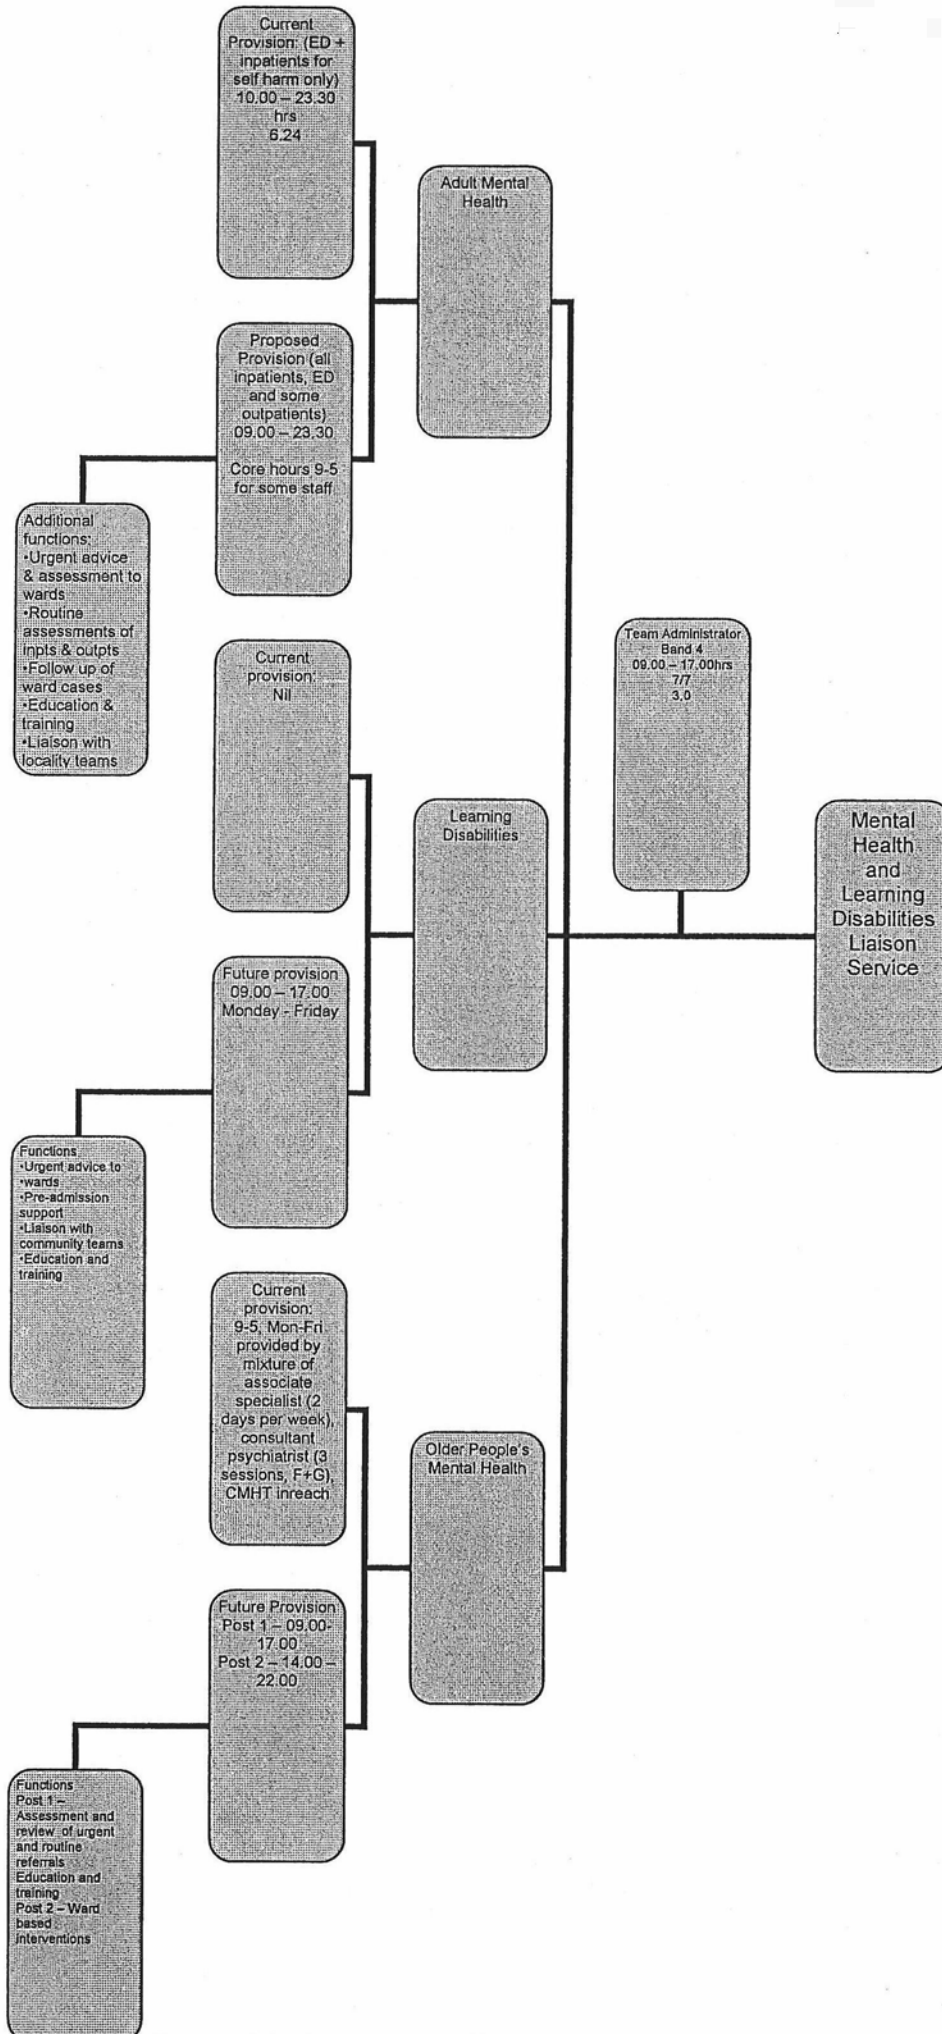 Current
Provision: (ED +
inpatients for
self harm only)
10.00 – 23.30
hrs
6.24
Adult Mental
Health
Proposed
Provision (all
inpatients, ED
and some
outpatients)
09.00 – 23.30
Core hours 9-5
for some staff
Additional
functions:
•Urgent advice
& assessment to
wards
•Routine
assessments of
inpts & outpts
•Follow up of
ward cases
•Education &
training
•Liaison with
locality teams
Team Administrator
Band 4
09.00 – 17.00hrs
7/7
3.0
Current
provision:
Nil
Learning
Disabilities
Mental
Health
and
Learning
Disabilities
Liaison
Service
Future provision
09.00 – 17.00
Monday - Friday
Functions
•Urgent advice to
•wards
•Pre-admission
support
•Liaison with
community teams
•Education and
training
Current
provision:
9-5, Mon-Fri
provided by
mixture of
associate
specialist (2
days per week),
consultant
psychiatrist (3
sessions, F+G),
CMHT inreach
Older People's
Mental Health
Future Provision
Post 1 – 09.00-
17.00
Post 2 – 14.00 –
22.00
Functions
Post 1 –
Assessment and
review of urgent
and routine
referrals
Education and
training
Post 2 – Ward
based
interventions